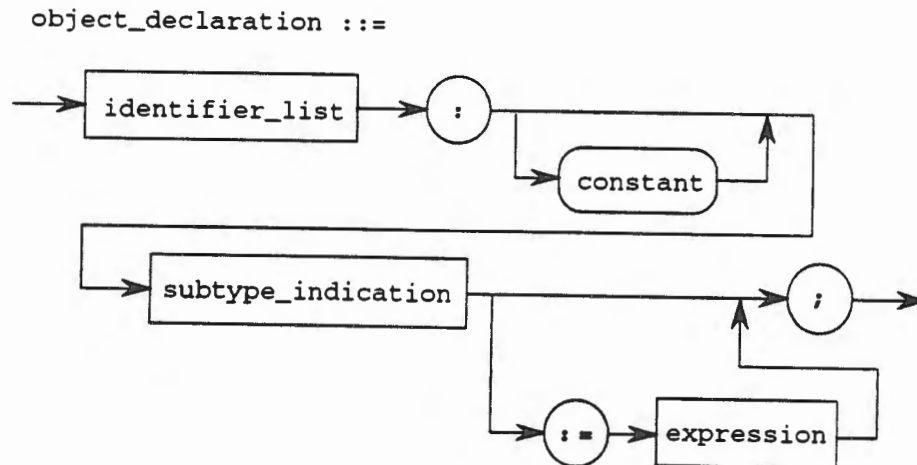 object_declaration ::=
identifier_list : 
constant
subtype_indication ;
:= expression